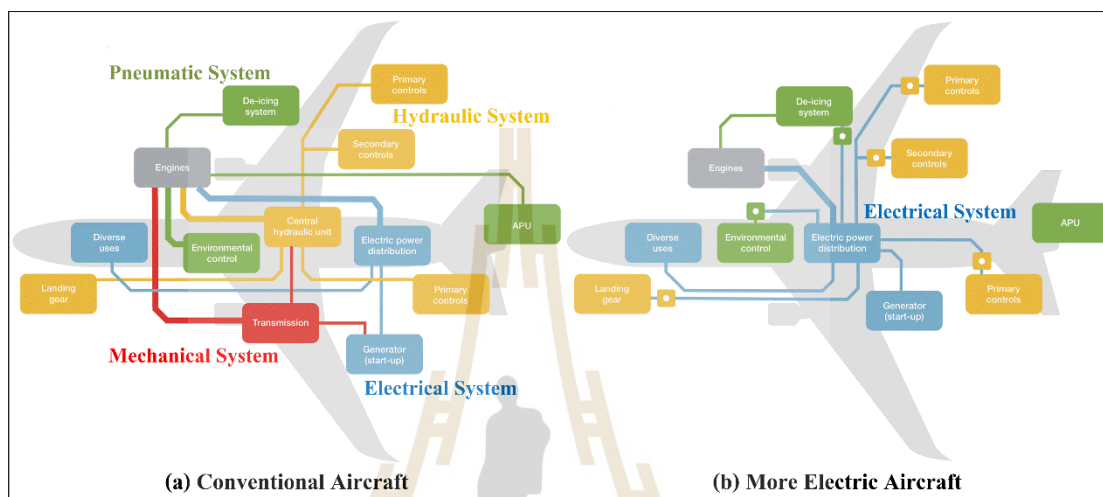 Pneumatic System
De-icing
system
Primary
controls
Hydraulic System
Secondary
controls
Engines
Central
hydraulic unit
APU
Diverse
uses
Environmental
control
Electric power
distribution
Landing
gear
Primary
controls
Transmission
Mechanical System
Generator
(start-up)
Electrical System
(a) Conventional Aircraft
De-icing
system
Primary
controls
Secondary
controls
Engines
Electrical System
Diverse
uses
Environmental
control
Electric power
distribution
APU
Landing
gear
Generator
(start-up)
Primary
controls
(b) More Electric Aircraft